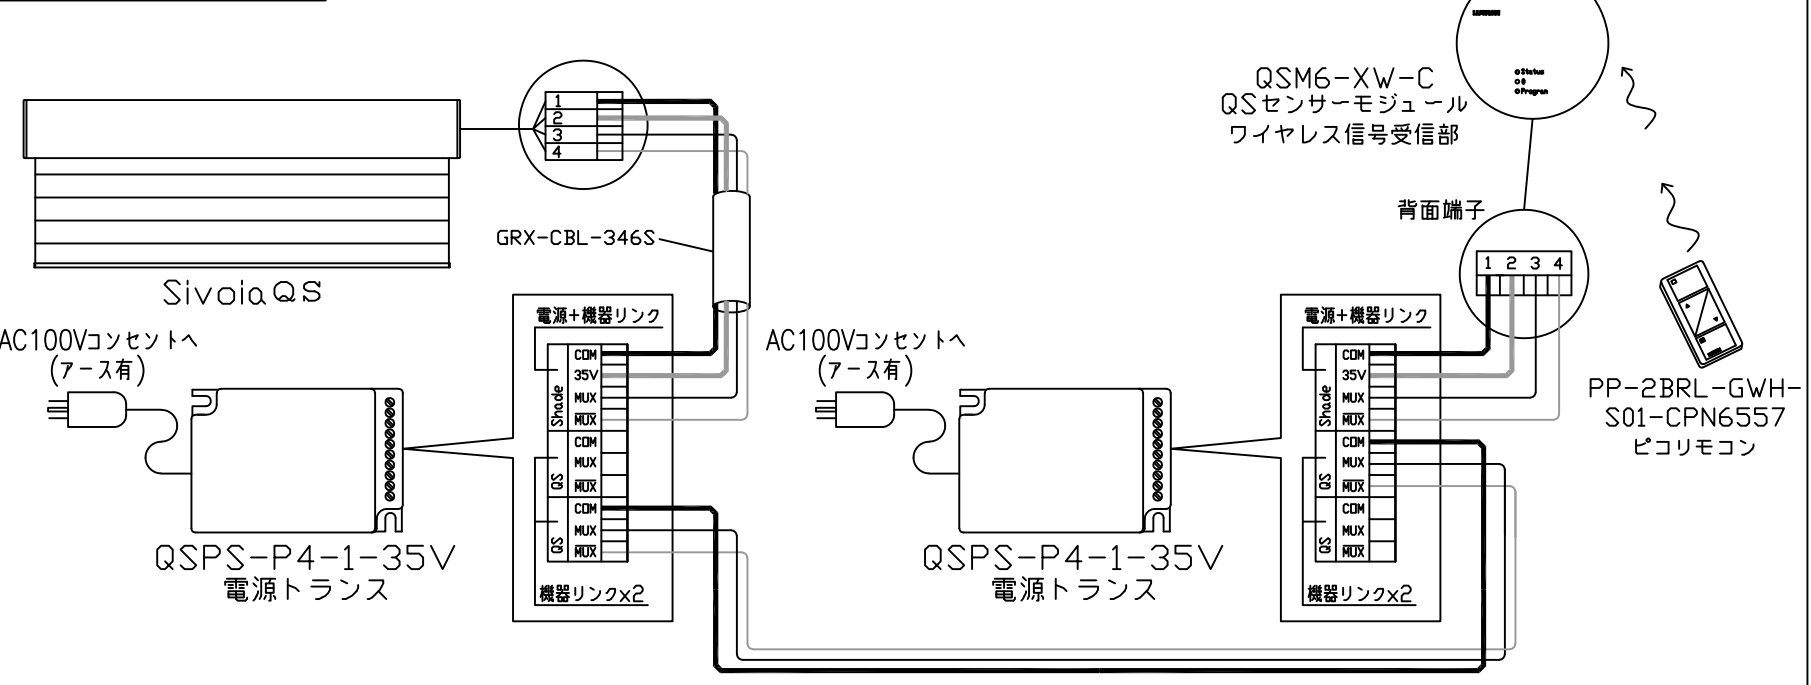 LUTRON
Status
Program
QSM6-XW-C
QSセンサーモジュール
ワイヤレス信号受信部
1
2
3
4
背面端子
GRX-CBL-346S
1 2 3 4
SivoiaQS
電源+機器リンク
電源+機器リンク
AC100Vコンセントへ
(アース有)
AC100Vコンセントへ
(アース有)
COM
35V
MUX
MUX
Shade
COM
MUX
MUX
QS
COM
MUX
MUX
QS
COM
35V
MUX
MUX
Shade
COM
MUX
MUX
QS
COM
MUX
MUX
QS
PP-2BRL-GWH-
S01-CPN6557
ピコリモコン
QSPS-P4-1-35V
電源トランス
QSPS-P4-1-35V
電源トランス
機器リンクx2
機器リンクx2